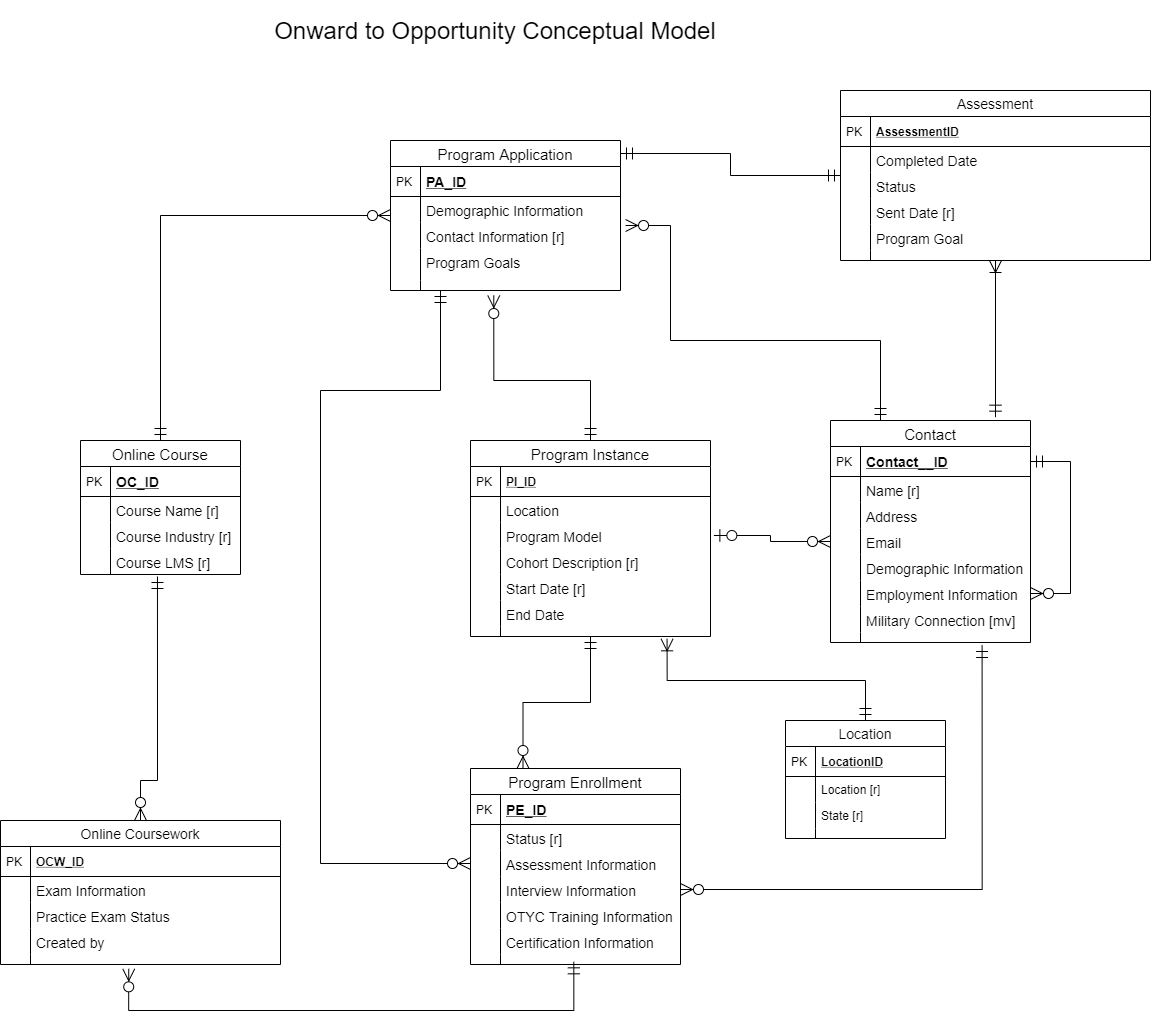 Onward to Opportunity Conceptual Model
Assessment
PK AssessmentID
Completed Date
Status
Sent Date [r]
Program Goal
Program Application
PK PA_ID
Demographic Information
Contact Information [r]
Program Goals
Online Course
PK OC_ID
Course Name [r]
Course Industry [r]
Course LMS [r]
Program Instance
PK PI_ID
Location
Program Model
Cohort Description [r]
Start Date [r]
End Date
Contact
PK Contact__ID
Name [r]
Address
Email
Demographic Information
Employment Information
Military Connection [mv]
Location
PK LocationID
Location [r]
State [r]
Program Enrollment
PK PE_ID
Status [r]
Assessment Information
Interview Information
OTYC Training Information
Certification Information
Online Coursework
PK OCW_ID
Exam Information
Practice Exam Status
Created by